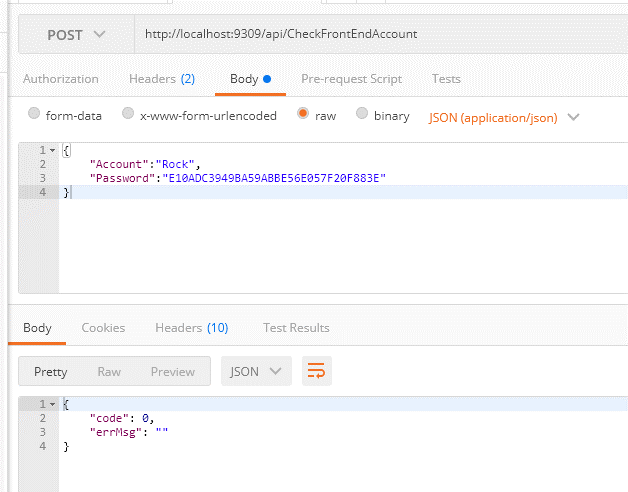 POST http://localhost:9309/api/CheckFrontEndAccount
Authorization Headers (2) Body Pre-request Script Tests
form-data x-www-form-urlencoded raw binary JSON (application/json)
1 {
2 "Account":"Rock",
3 "Password":"E10ADC3949BA59ABBE56E057F20F883E"
4 }
Body Cookies Headers (10) Test Results
Pretty Raw Preview JSON
1 {
2 "code": 0,
3 "errMsg": ""
4 }